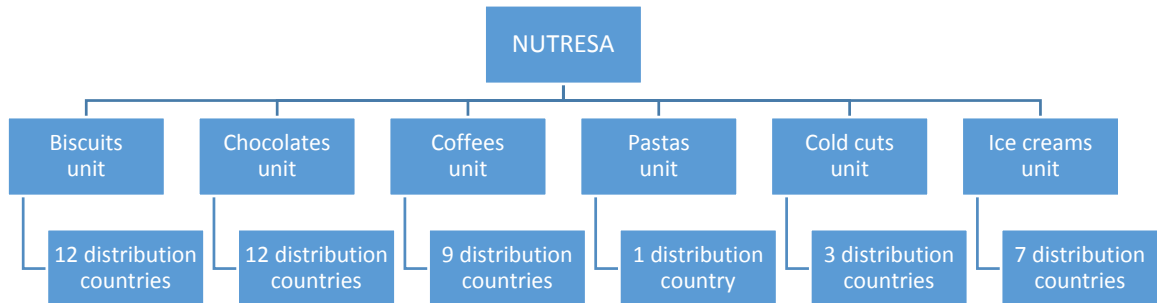 NUTRESA
Biscuits
unit
Chocolates
unit
Coffees
unit
Pastas
unit
Cold cuts
unit
Ice creams
unit
12 distribution
countries
12 distribution
countries
9 distribution
countries
1 distribution
country
3 distribution
countries
7 distribution
countries